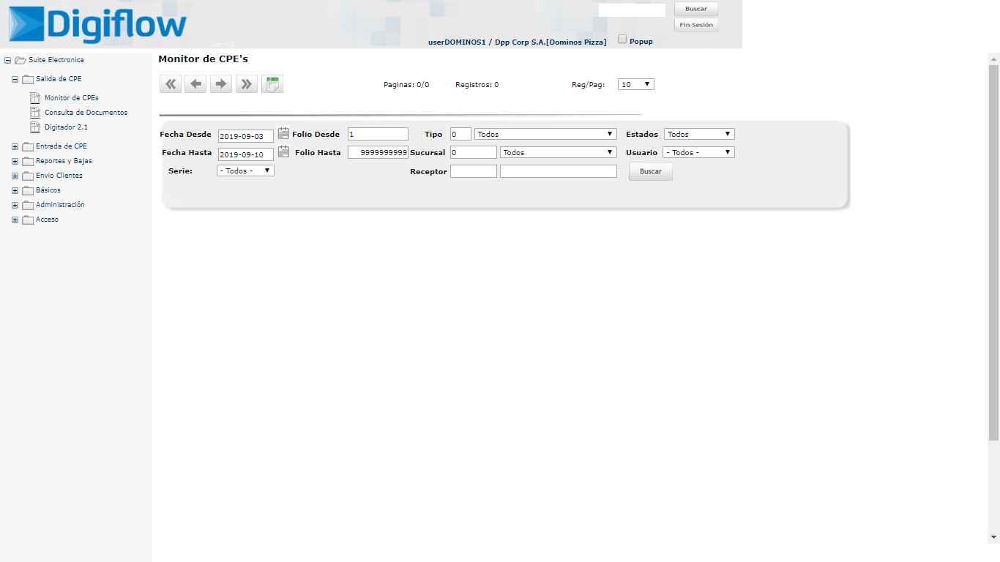 Digiflow
ver 4.6
Buscar
Fin Sesión
userDOMINOS1 / Dpp Corp S.A.[Dominos Pizza]
Popup
Suite Electronica
Salida de CPE
Monitor de CPEs
Consulta de Documentos
Digitador 2.1
Entrada de CPE
Reportes y Bajas
Envio Clientes
Básicos
Administración
Acceso
Monitor de CPE's
Paginas: 0/0 Registros: 0 Reg/Pag: 10
Fecha Desde 2019-09-03 Folio Desde 1 Tipo 0 Todos Estados Todos
Fecha Hasta 2019-09-10 Folio Hasta 9999999999 Sucursal 0 Todos Usuario - Todos -
Serie: - Todos - Receptor Buscar